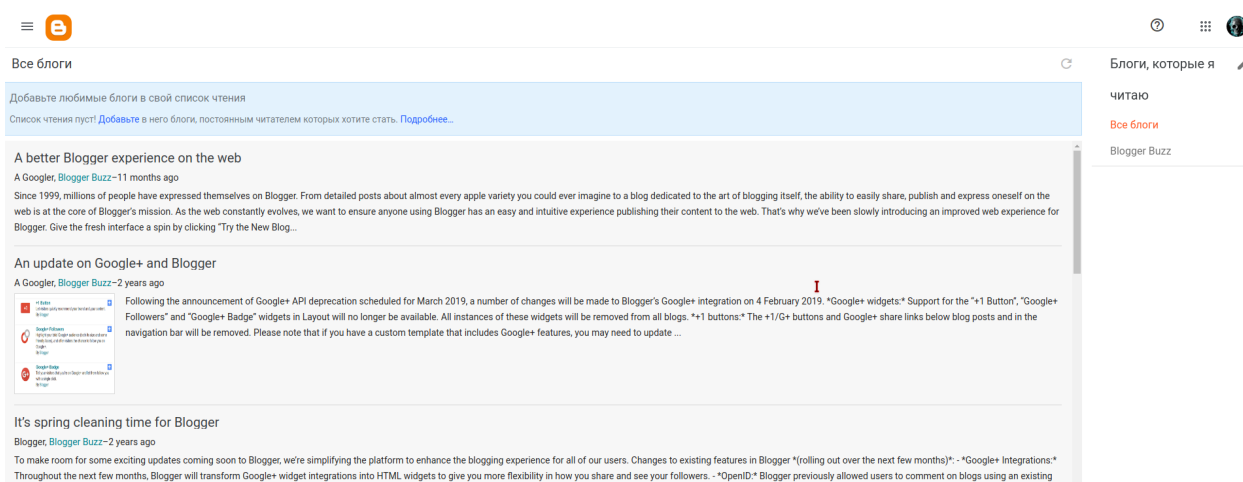 Все блоги
Добавьте любимые блоги в свой список чтения
Список чтения пуст! Добавьте в него блоги, постоянным читателем которых хотите стать. Подробнее...
A better Blogger experience on the web
A Googler, Blogger Buzz–11 months ago
Since 1999, millions of people have expressed themselves on Blogger. From detailed posts about almost every apple variety you could ever imagine to a blog dedicated to the art of blogging itself, the ability to easily share, publish and express oneself on the
web is at the core of Blogger's mission. As the web constantly evolves, we want to ensure anyone using Blogger has an easy and intuitive experience publishing their content to the web. That's why we've been slowly introducing an improved web experience for
Blogger. Give the fresh interface a spin by clicking "Try the New Blog...
An update on Google+ and Blogger
A Googler, Blogger Buzz–2 years ago
Following the announcement of Google+ API deprecation scheduled for March 2019, a number of changes will be made to Blogger's Google+ integration on 4 February 2019. *Google+ widgets:* Support for the "+1 Button", "Google+
Followers" and "Google+ Badge" widgets in Layout will no longer be available. All instances of these widgets will be removed from all blogs. *+1 buttons:* The +1/G+ buttons and Google+ share links below blog posts and in the
navigation bar will be removed. Please note that if you have a custom template that includes Google+ features, you may need to update ...
+1 Button
Google+ Followers
Google+ Badge
It's spring cleaning time for Blogger
Blogger, Blogger Buzz–2 years ago
To make room for some exciting updates coming soon to Blogger, we're simplifying the platform to enhance the blogging experience for all of our users. Changes to existing features in Blogger *(rolling out over the next few months)*: - *Google+ Integrations:*
Throughout the next few months, Blogger will transform Google+ widget integrations into HTML widgets to give you more flexibility in how you share and see your followers. - *OpenID:* Blogger previously allowed users to comment on blogs using an existing
Блоги, которые я
читаю
Все блоги
Blogger Buzz